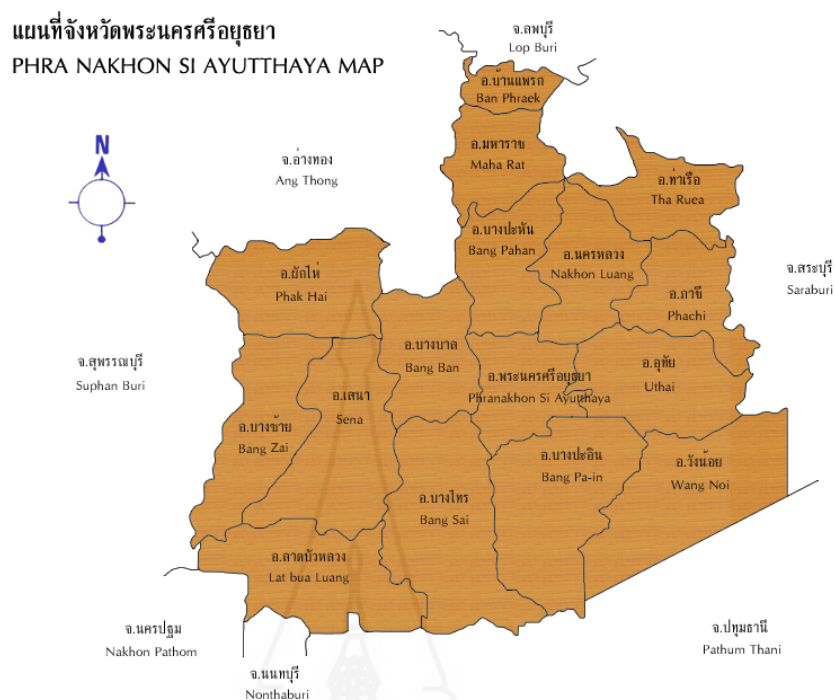 แผนที่จังหวัดพระนครศรีอยุธยา
PHRA NAKHON SI AYUTTHAYA MAP
จ.ลพบุรี
Lop Buri
อ.บ้านแพรก
Ban Phraek
N
จ.อ่างทอง
Ang Thong
อ.มหาราช
Maha Rat
อ.ท่าเรือ
Tha Ruea
อ.บางปะหัน
Bang Pahan
อ.นครหลวง
Nakhon Luang
อ.ผักไห่
Phak Hai
จ.สระบุรี
Saraburi
อ.ภาชี
Phachi
จ.สุพรรณบุรี
Suphan Buri
อ.บางบาล
Bang Ban
อ.พระนครศรีอยุธยา
Phranakhon Si Ayutthaya
อ.อุทัย
Uthai
อ.เสนา
Sena
อ.บางซ้าย
Bang Zai
อ.บางไทร
Bang Sai
อ.บางปะอิน
Bang Pa-in
อ.วังน้อย
Wang Noi
อ.ลาดบัวหลวง
Lat bua Luang
จ.นครปฐม
Nakhon Pathom
จ.นนทบุรี
Nonthaburi
จ.ปทุมธานี
Pathum Thani